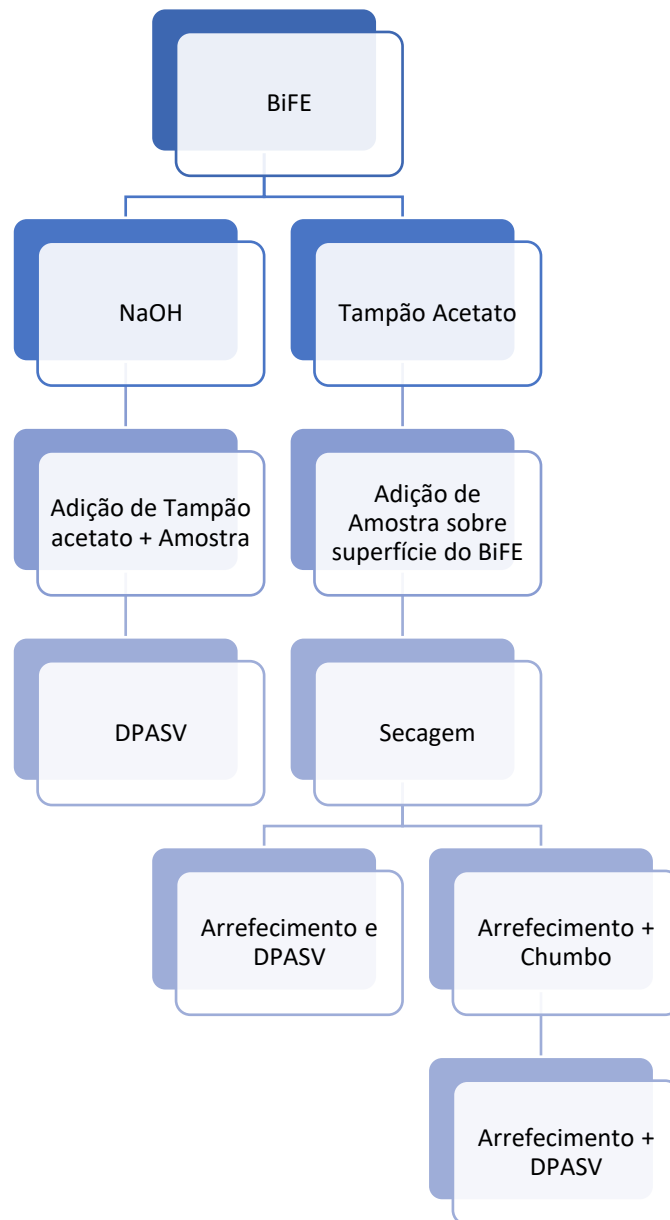 BiFE
NaOH
Tampão Acetato
Adição de Tampão
acetato + Amostra
Adição de
Amostra sobre
superfície do BiFE
DPASV
Secagem
Arrefecimento e
DPASV
Arrefecimento +
Chumbo
Arrefecimento +
DPASV